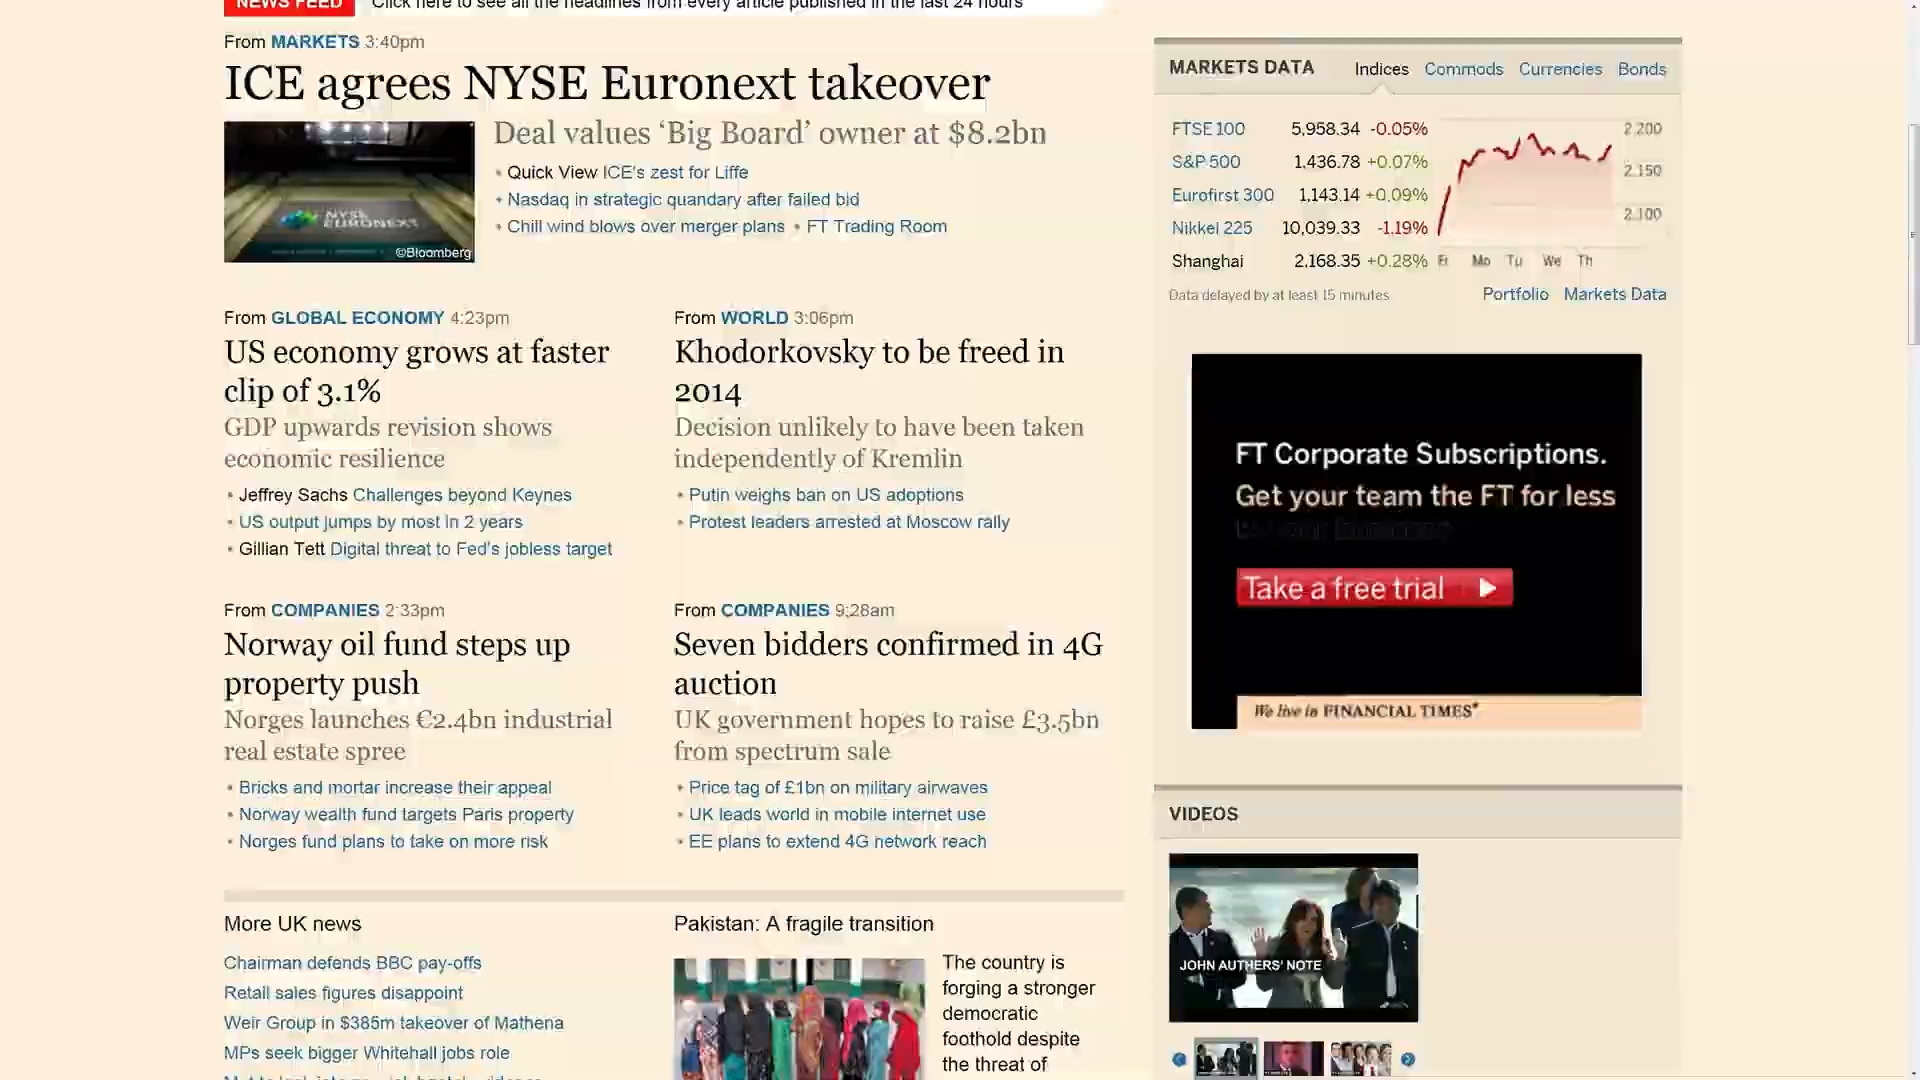 NEWS FEED Click here to see all the headlines from every article published in the last 24 hours
From MARKETS 3:40pm
ICE agrees NYSE Euronext takeover
NYSE
EURONEXT
©Bloomberg
Deal values ‘Big Board’ owner at $8.2bn
• Quick View ICE's zest for Liffe
• Nasdaq in strategic quandary after failed bid
• Chill wind blows over merger plans • FT Trading Room
From GLOBAL ECONOMY 4:23pm
US economy grows at faster
clip of 3.1%
GDP upwards revision shows
economic resilience
• Jeffrey Sachs Challenges beyond Keynes
• US output jumps by most in 2 years
• Gillian Tett Digital threat to Fed's jobless target
From WORLD 3:06pm
Khodorkovsky to be freed in
2014
Decision unlikely to have been taken
independently of Kremlin
• Putin weighs ban on US adoptions
• Protest leaders arrested at Moscow rally
From COMPANIES 2:33pm
Norway oil fund steps up
property push
Norges launches €2.4bn industrial
real estate spree
• Bricks and mortar increase their appeal
• Norway wealth fund targets Paris property
• Norges fund plans to take on more risk
From COMPANIES 9:28am
Seven bidders confirmed in 4G
auction
UK government hopes to raise £3.5bn
from spectrum sale
• Price tag of £1bn on military airwaves
• UK leads world in mobile internet use
• EE plans to extend 4G network reach
More UK news
Chairman defends BBC pay-offs
Retail sales figures disappoint
Weir Group in $385m takeover of Mathena
MPs seek bigger Whitehall jobs role
Pakistan: A fragile transition
The country is
forging a stronger
democratic
foothold despite
the threat of
MARKETS DATA Indices Commods Currencies Bonds
FTSE 100 5,958.34 -0.05%
S&P 500 1,436.78 +0.07%
Eurofirst 300 1,143.14 +0.09%
Nikkei 225 10,039.33 -1.19%
Shanghai 2,168.35 +0.28%
2,200
2,150
2,100
Fr Mo Tu We Th
Data delayed by at least 15 minutes Portfolio Markets Data
FT Corporate Subscriptions.
Get your team the FT for less
Take a free trial
We live in FINANCIAL TIMES®
VIDEOS
JOHN AUTHERS' NOTE